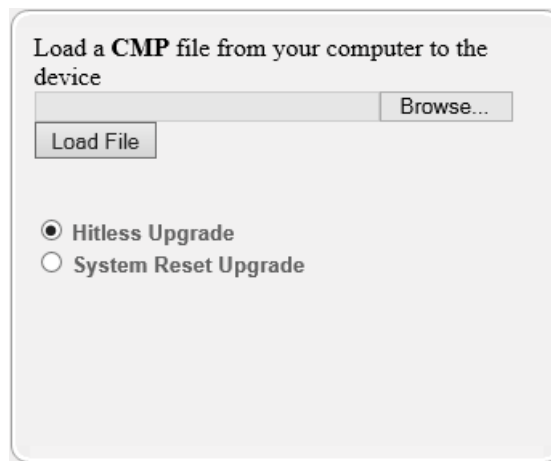 Load a CMP file from your computer to the
device
Browse...
Load File
Hitless Upgrade
System Reset Upgrade